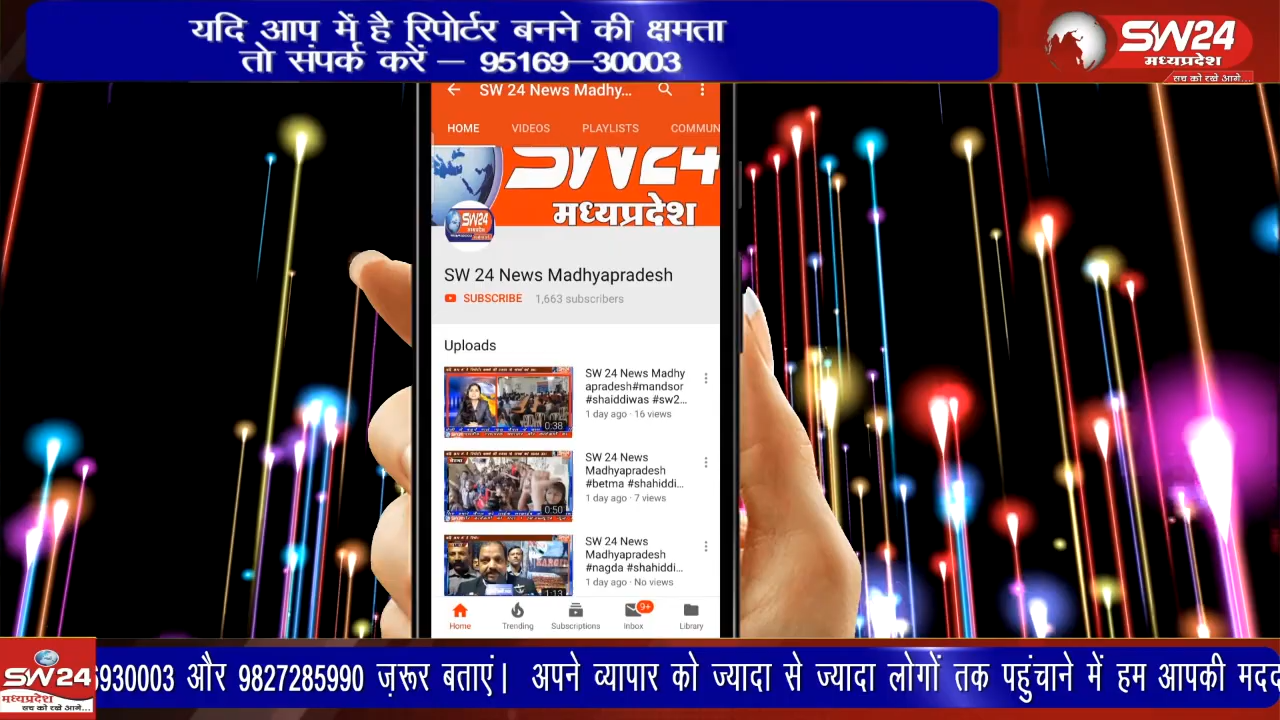 यदि आप में है रिपोर्टर बनने की क्षमता
तो संपर्क करें – 95169–30003
SW24
मध्यप्रदेश
सच को रखे आगे...
SW 24 News Madhy...
HOME VIDEOS PLAYLISTS COMMUN
SW24
मध्यप्रदेश
SW24
SW 24 News Madhyapradesh
SUBSCRIBE 1,663 subscribers
Uploads
SW 24 News Madhy
apradesh#mandsor
#shaiddiwas #sw2...
1 day ago · 16 views
0:38
SW 24 News
Madhyapradesh
#betma #shahiddi...
1 day ago · 7 views
0:50
SW 24 News
Madhyapradesh
#nagda #shahiddi...
1 day ago · No views
1:13
Home Trending Subscriptions 9+ Inbox Library
SW24
मध्यप्रदेश
सच को रखे आगे...
6930003 और 9827285990 ज़रूर बताएं। अपने व्यापार को ज्यादा से ज्यादा लोगों तक पहुंचाने में हम आपकी मदद